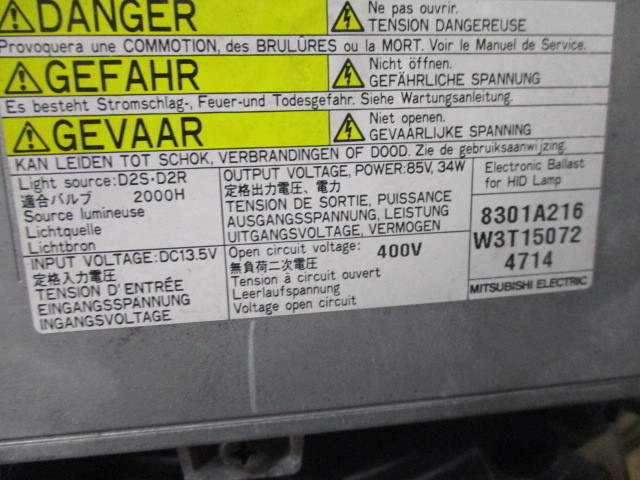 DANGER
Ne pas ouvrir.
TENSION DANGEREUSE
Provoquera une COMMOTION, des BRULÛRES ou la MORT. Voir le Manuel de Service.
GEFAHR
Nicht öffnen.
GEFÄHRLICHE SPANNUNG
Es besteht Stromschlag-, Feuer-und Todesgefahr. Siehe Wartungsanleitung.
GEVAAR
Niet openen.
GEVAARLIJKE SPANNING
KAN LEIDEN TOT SCHOK, VERBRANDINGEN OF DOOD. Zie de gebruiksaanwijzing.
Light source:D2S・D2R
適合バルブ 2000H
Source lumineuse
Lichtquelle
Lichtbron
OUTPUT VOLTAGE, POWER:85V, 34W
定格出力電圧、電力
TENSION DE SORTIE, PUISSANCE
AUSGANGSSPANNUNG, LEISTUNG
UITGANGSVOLTAGE, VERMOGEN
Electronic Ballast
for HID Lamp
8301A216
W3T15072
4714
MITSUBISHI ELECTRIC
INPUT VOLTAGE:DC13.5V
定格入力電圧
TENSION D'ENTRÉE
EINGANGSSPANNUNG
INGANGSVOLTAGE
Open circuit voltage: 400V
無負荷二次電圧
Tension à circuit ouvert
Leerlaufspannung
Voltage open circuit